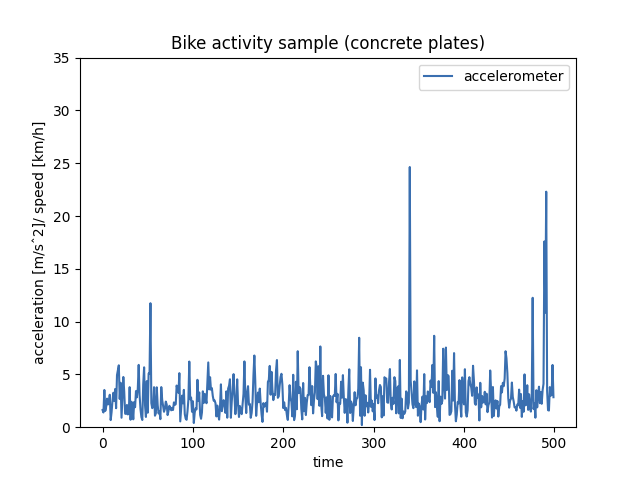 Bike activity sample (concrete plates)
accelerometer
acceleration [m/s^2]/ speed [km/h]
35
30
25
20
15
10
5
0
0 100 200 300 400 500
time